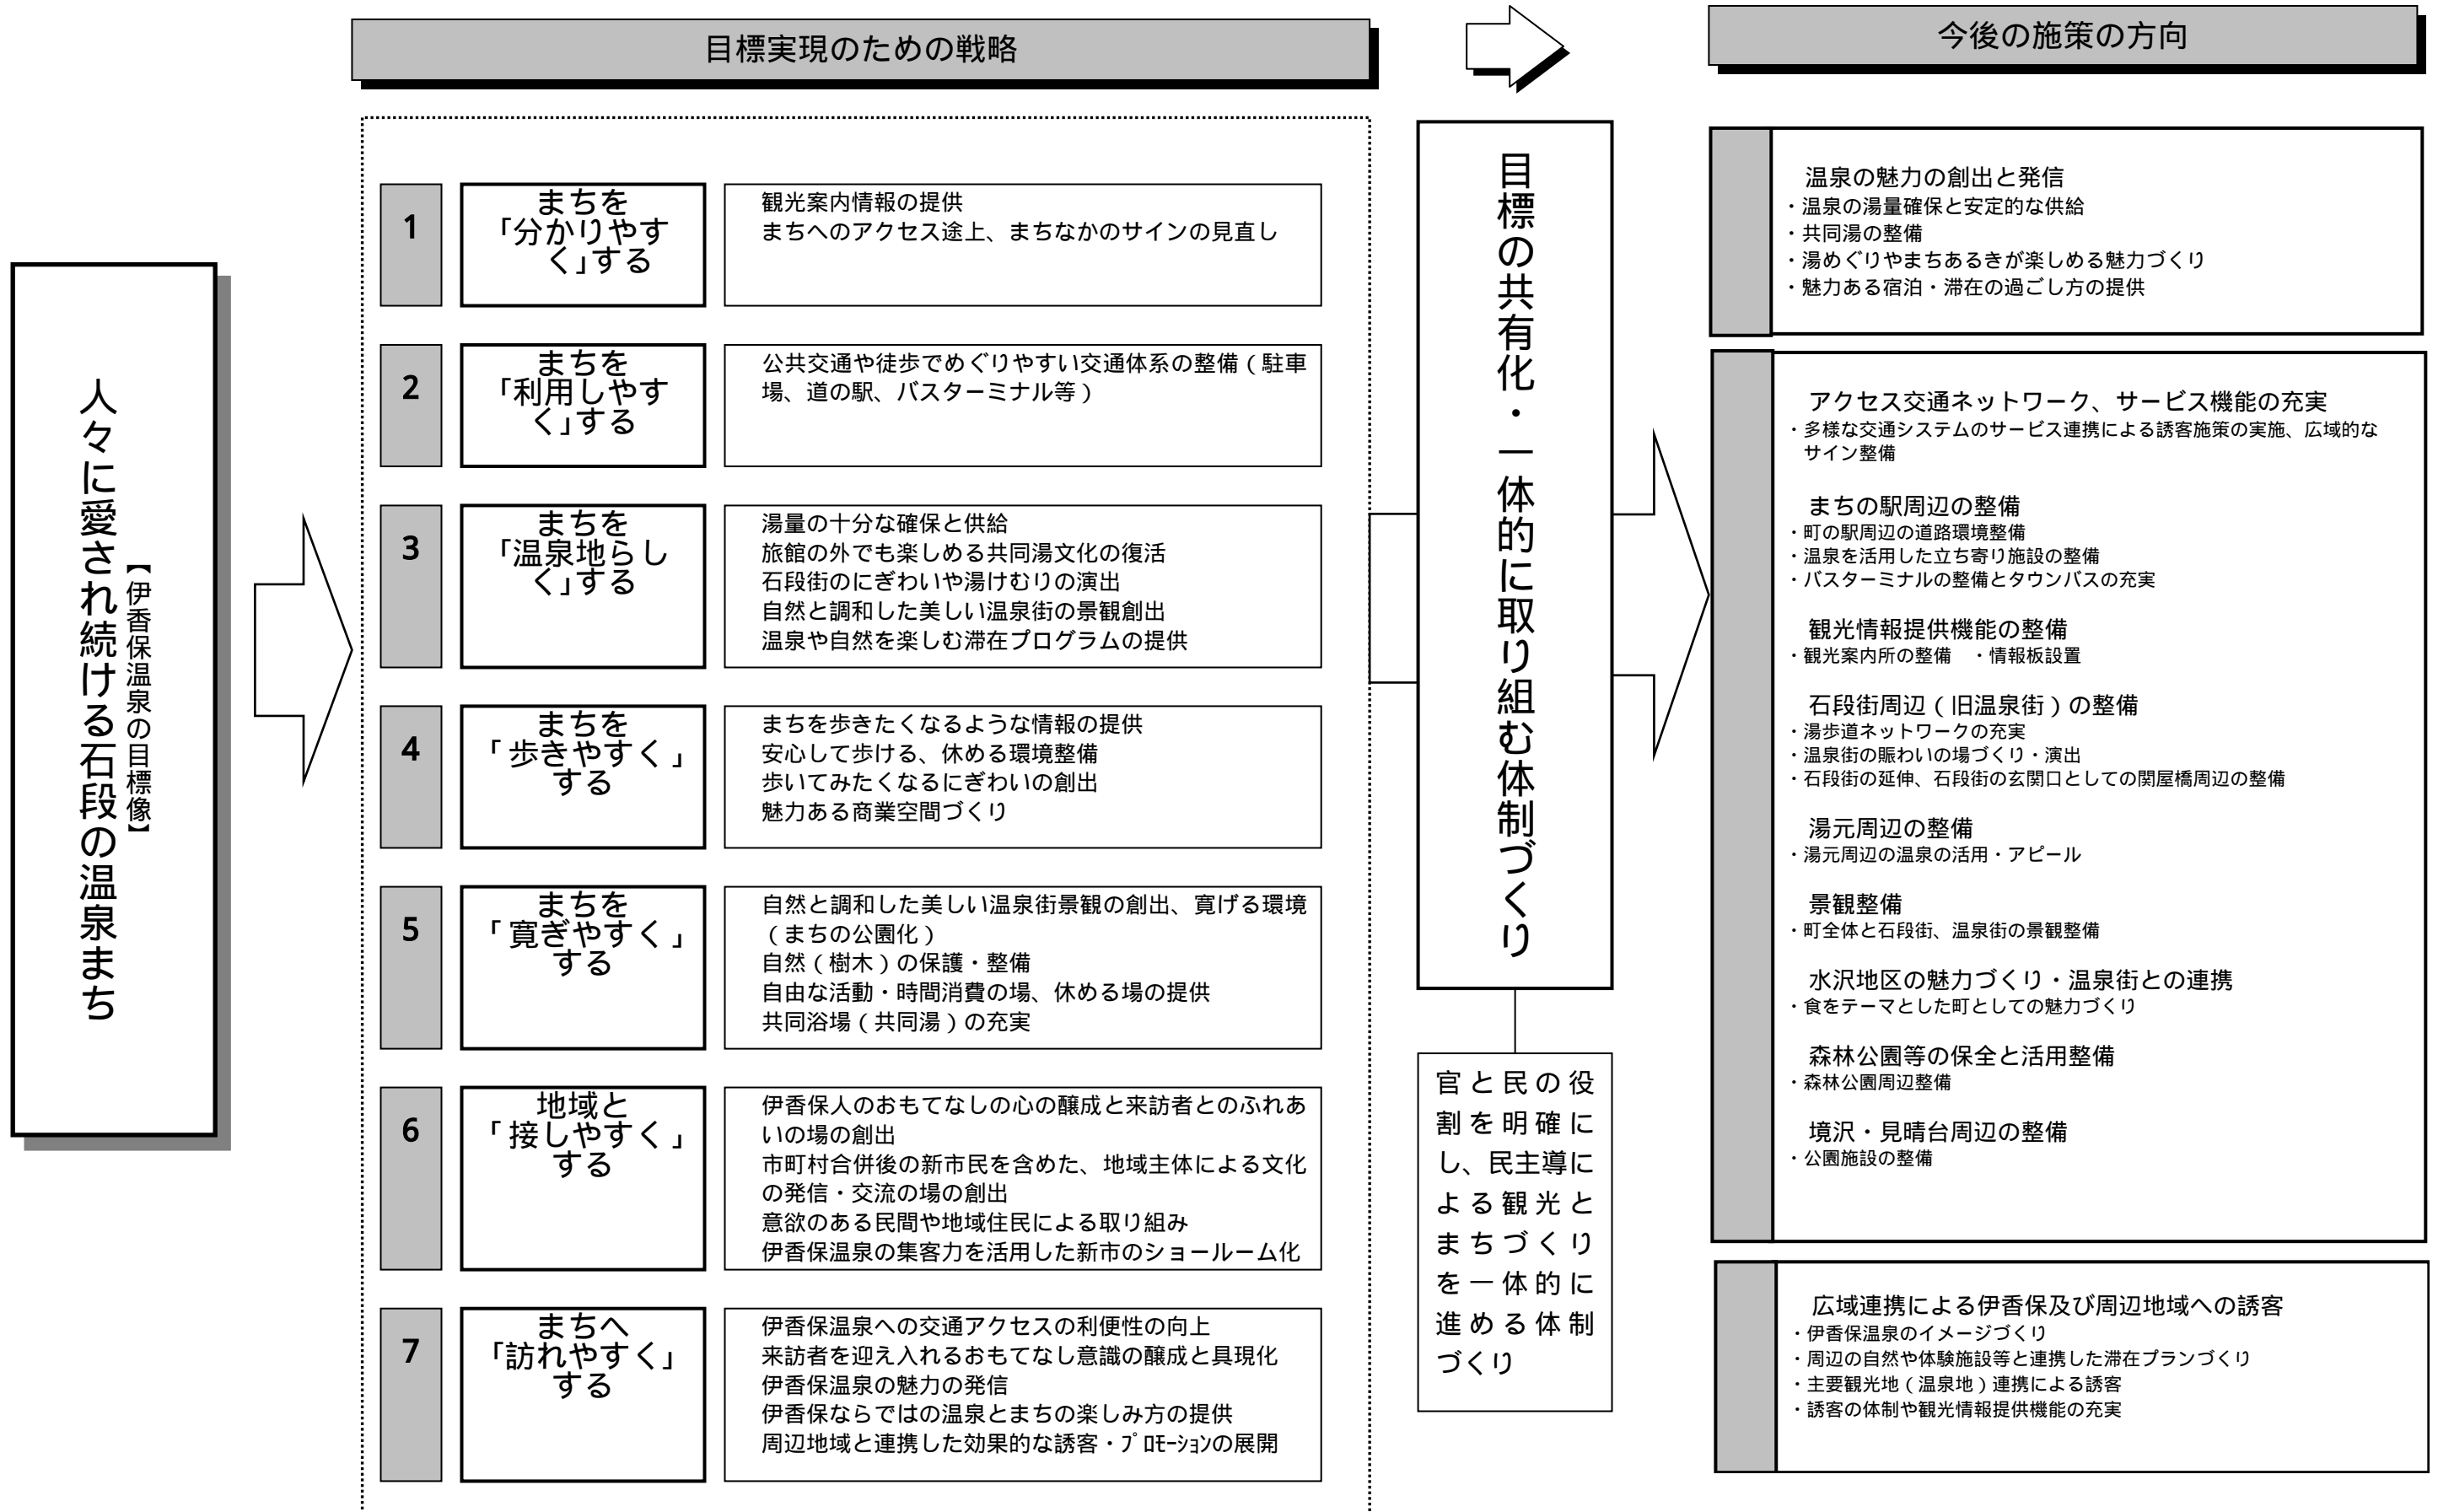 目標実現のための戦略
今後の施策の方向
人々に愛され続ける石段の温泉まち
【伊香保温泉の目標像】
1
まちを
「分かりやす
く」する
観光案内情報の提供
まちへのアクセス途上、まちなかのサインの見直し
2
まちを
「利用しやす
く」する
公共交通や徒歩でめぐりやすい交通体系の整備（駐車
場、道の駅、バスターミナル等）
3
まちを
「温泉地らし
く」する
湯量の十分な確保と供給
旅館の外でも楽しめる共同湯文化の復活
石段街のにぎわいや湯けむりの演出
自然と調和した美しい温泉街の景観創出
温泉や自然を楽しむ滞在プログラムの提供
4
まちを
「歩きやすく」
する
まちを歩きたくなるような情報の提供
安心して歩ける、休める環境整備
歩いてみたくなるにぎわいの創出
魅力ある商業空間づくり
5
まちを
「寛ぎやすく」
する
自然と調和した美しい温泉街景観の創出、寛げる環境
（まちの公園化）
自然（樹木）の保護・整備
自由な活動・時間消費の場、休める場の提供
共同浴場（共同湯）の充実
6
地域と
「接しやすく」
する
伊香保人のおもてなしの心の醸成と来訪者とのふれあ
いの場の創出
市町村合併後の新市民を含めた、地域主体による文化
の発信・交流の場の創出
意欲のある民間や地域住民による取り組み
伊香保温泉の集客力を活用した新市のショールーム化
7
まちへ
「訪れやすく」
する
伊香保温泉への交通アクセスの利便性の向上
来訪者を迎え入れるおもてなし意識の醸成と具現化
伊香保温泉の魅力の発信
伊香保ならではの温泉とまちの楽しみ方の提供
周辺地域と連携した効果的な誘客・ﾌﾟﾛﾓｰｼｮﾝの展開
目標の共有化・一体的に取り組む体制づくり
官と民の役
割を明確に
し、民主導に
よる観光と
まちづくり
を一体的に
進める体制
づくり
温泉の魅力の創出と発信
・温泉の湯量確保と安定的な供給
・共同湯の整備
・湯めぐりやまちあるきが楽しめる魅力づくり
・魅力ある宿泊・滞在の過ごし方の提供
アクセス交通ネットワーク、サービス機能の充実
・多様な交通システムのサービス連携による誘客施策の実施、広域的な
サイン整備
まちの駅周辺の整備
・町の駅周辺の道路環境整備
・温泉を活用した立ち寄り施設の整備
・バスターミナルの整備とタウンバスの充実
観光情報提供機能の整備
・観光案内所の整備　・情報板設置
石段街周辺（旧温泉街）の整備
・湯歩道ネットワークの充実
・温泉街の賑わいの場づくり・演出
・石段街の延伸、石段街の玄関口としての関屋橋周辺の整備
湯元周辺の整備
・湯元周辺の温泉の活用・アピール
景観整備
・町全体と石段街、温泉街の景観整備
水沢地区の魅力づくり・温泉街との連携
・食をテーマとした町としての魅力づくり
森林公園等の保全と活用整備
・森林公園周辺整備
境沢・見晴台周辺の整備
・公園施設の整備
広域連携による伊香保及び周辺地域への誘客
・伊香保温泉のイメージづくり
・周辺の自然や体験施設等と連携した滞在プランづくり
・主要観光地（温泉地）連携による誘客
・誘客の体制や観光情報提供機能の充実